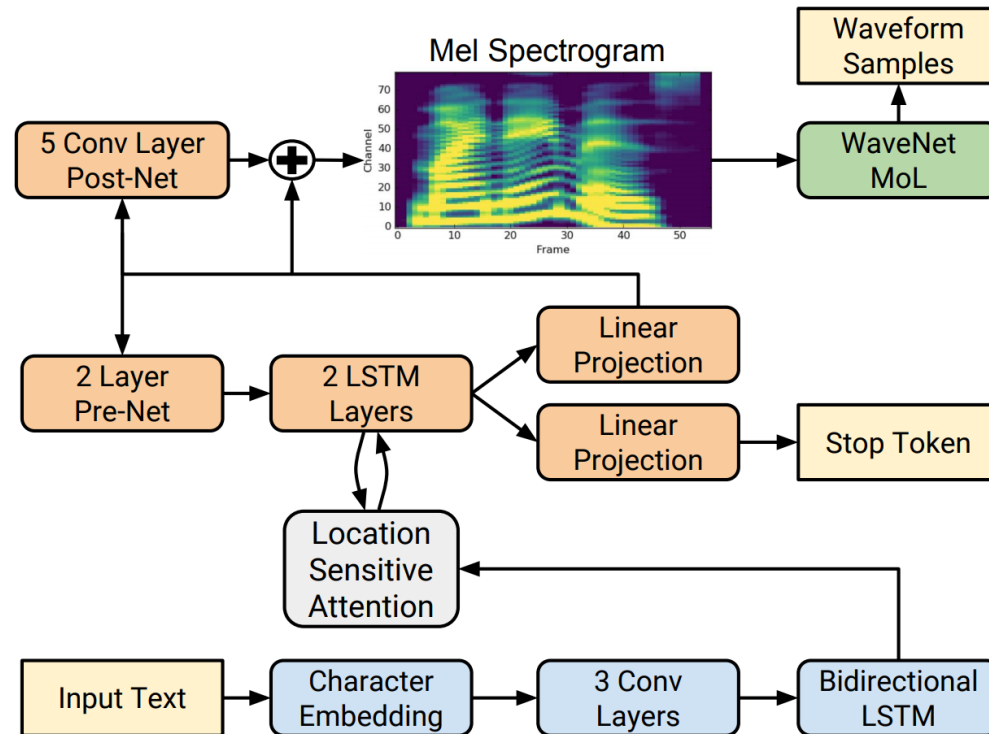 Waveform
Samples
Mel Spectrogram
5 Conv Layer
Post-Net
WaveNet
MoL
Channel
70
60
50
40
30
20
10
0
0 10 20 30 40 50
Frame
Linear
Projection
2 Layer
Pre-Net
2 LSTM
Layers
Linear
Projection
Stop Token
Location
Sensitive
Attention
Input Text
Character
Embedding
3 Conv
Layers
Bidirectional
LSTM